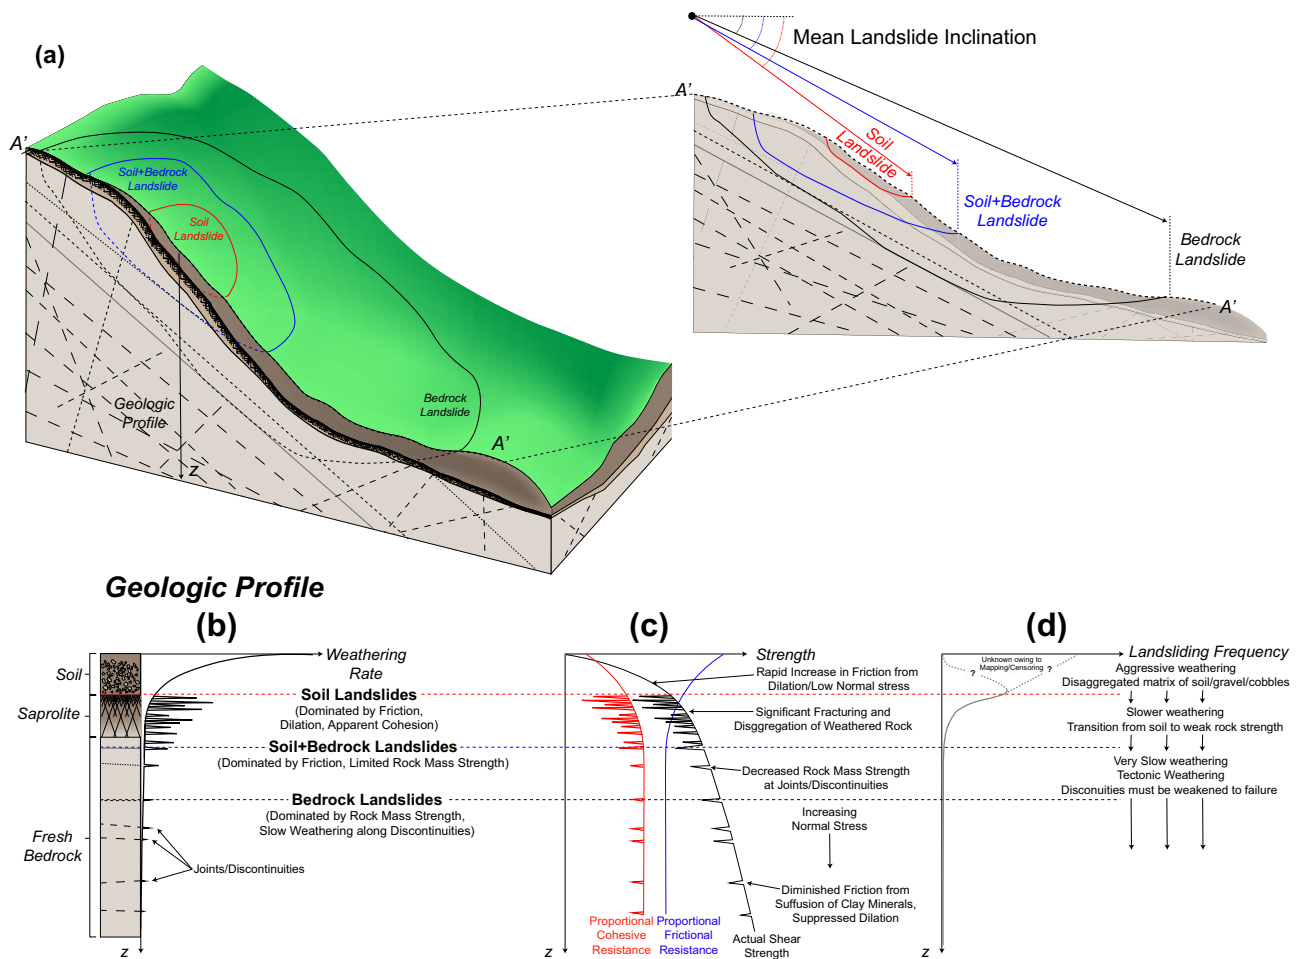 (a)
Mean Landslide Inclination
A'
A'
Soil+Bedrock
Landslide
Soil
Landslide
Bedrock
Landslide
Geologic
Profile
A'
z
Soil
Landslide
Soil+Bedrock
Landslide
Bedrock
Landslide
A'
Geologic Profile
(b)
(c)
(d)
Weathering
Rate
Soil
Saprolite
Fresh
Bedrock
Soil Landslides
(Dominated by Friction,
Dilation, Apparent Cohesion)
Soil+Bedrock Landslides
(Dominated by Friction, Limited Rock Mass Strength)
Bedrock Landslides
(Dominated by Rock Mass Strength,
Slow Weathering along Discontinuities)
Joints/Discontinuities
z
Strength
Rapid Increase in Friction from
Dilation/Low Normal stress
Significant Fracturing and
Disggregation of Weathered Rock
Decreased Rock Mass Strength
at Joints/Discontinuities
Increasing
Normal Stress
Diminished Friction from
Suffusion of Clay Minerals,
Suppressed Dilation
Proportional
Cohesive
Resistance
Proportional
Frictional
Resistance
Actual Shear
Strength
z
Landsliding Frequency
Unknown owing to
Mapping/Censoring
?
?
Aggressive weathering
Disaggregated matrix of soil/gravel/cobbles
Slower weathering
Transition from soil to weak rock strength
Very Slow weathering
Tectonic Weathering
Disconuities must be weakened to failure
z